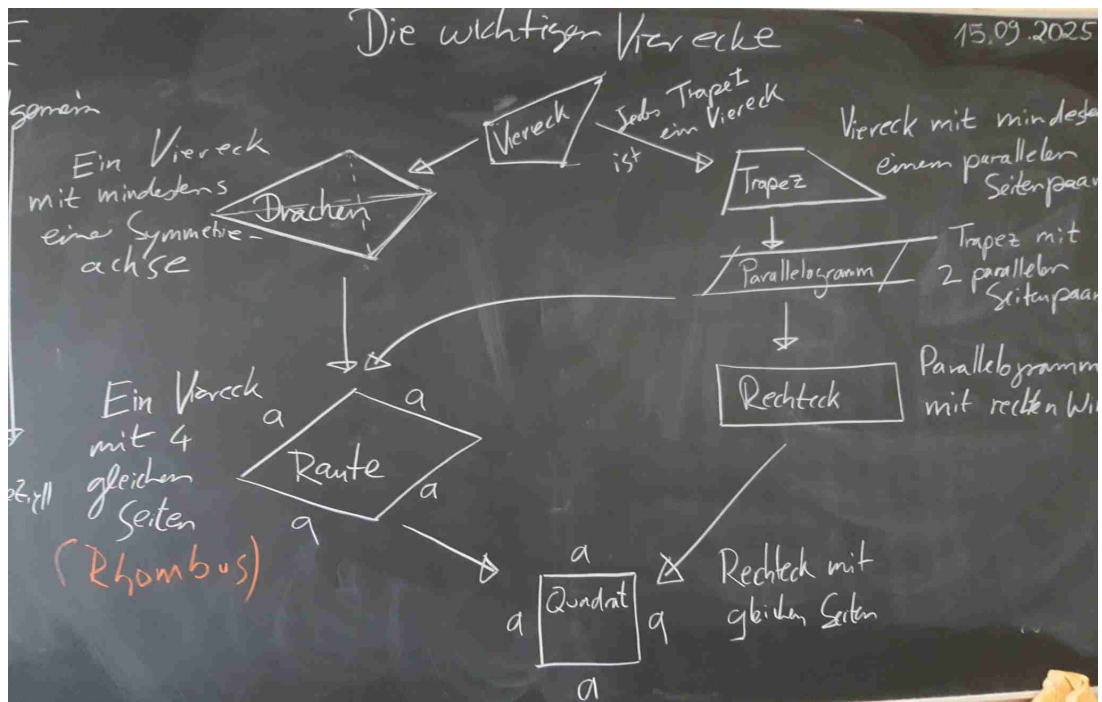 Die wichtigen Vierecke
15.09.2025
gemein
Viereck
Jedes Trapez
ist ein Viereck
Ein Viereck
mit mindestens
einer Symmetrie-
achse
Drachen
Trapez
Viereck mit mindeste
einem parallelen
Seitenpaar
Parallelogramm
Trapez mit
2 parallelen
Seitenpaar
Rechteck
Parallelogramm
mit rechten Wi
Ein Viereck
mit 4
gleichen
Seiten
(Rhombus)
a
a
Raute
a
a
Rechteck mit
gleichen Seiten
a
a
Quadrat
a
a